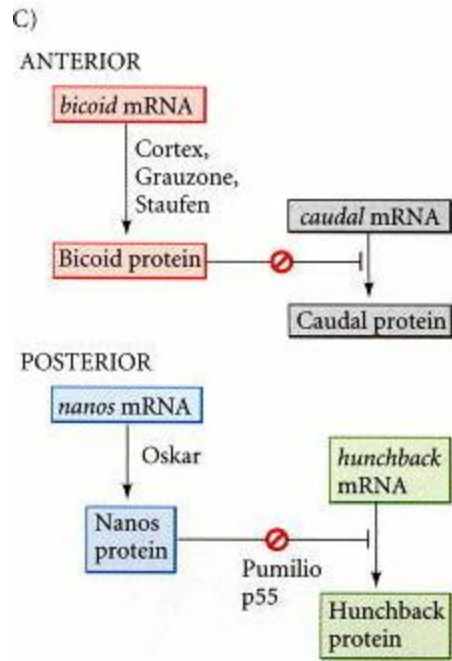 C)
ANTERIOR
bicoid mRNA
Cortex,
Grauzone,
Staufen
caudal mRNA
Bicoid protein
Caudal protein
POSTERIOR
nanos mRNA
Oskar
hunchback
mRNA
Nanos
protein
Pumilio
p55
Hunchback
protein